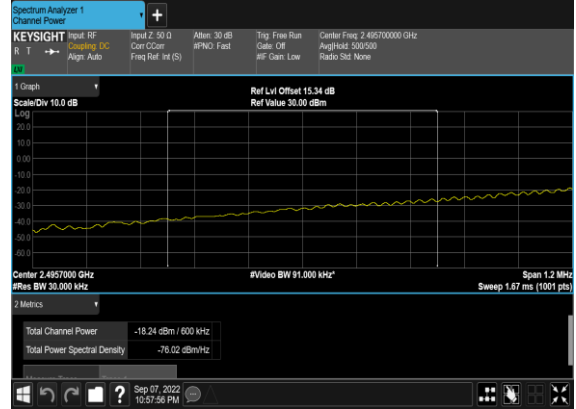 Spectrum Analyzer 1
Channel Power
+
KEYSIGHT Input: RF Input Z: 50 Ω Atten: 30 dB Trig: Free Run Center Freq: 2.495700000 GHz
R T Coupling: DC Corr CCorr #PNO: Fast Gate: Off Avg|Hold: 500/500
Align: Auto Freq Ref: Int (S) #IF Gain: Low Radio Std: None
LM
1 Graph
Ref Lvl Offset 15.34 dB
Scale/Div 10.0 dB Ref Value 30.00 dBm
Log
20.0
10.0
0.00
-10.0
-20.0
-30.0
-40.0
-50.0
-60.0
Center 2.4957000 GHz #Video BW 91.000 kHz* Span 1.2 MHz
#Res BW 30.000 kHz Sweep 1.67 ms (1001 pts)
2 Metrics
Total Channel Power -18.24 dBm / 600 kHz
Total Power Spectral Density -76.02 dBm/Hz
?
Sep 07, 2022
10:57:56 PM